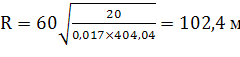 R = 60√(20 / (0,017×404,04)) = 102,4 м